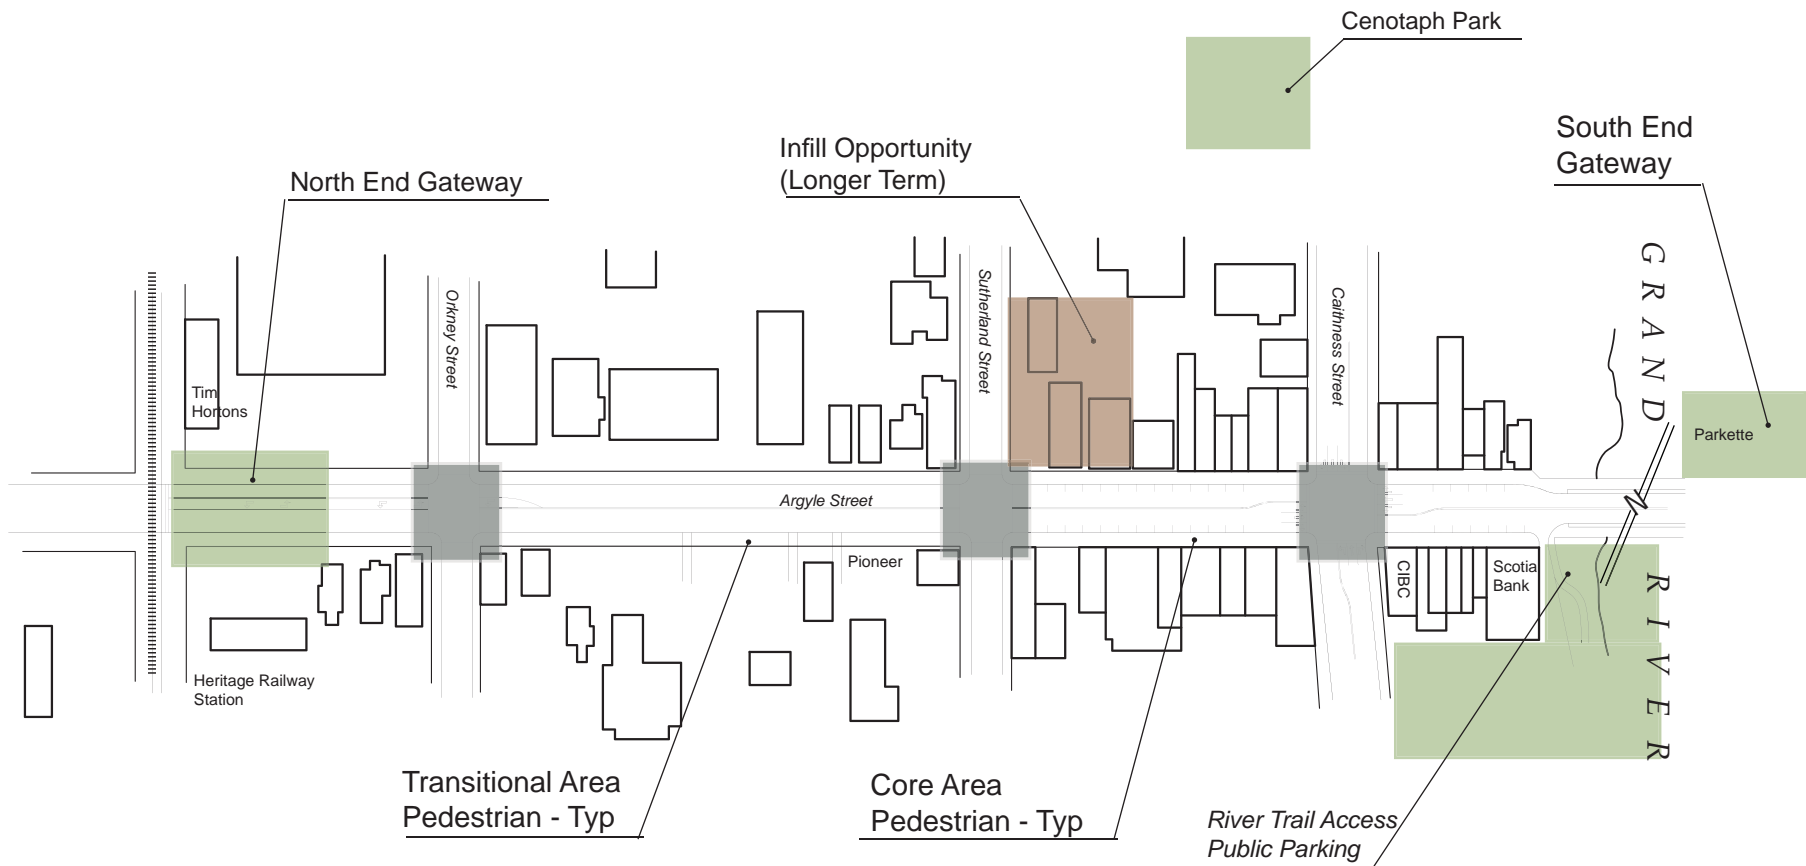 Cenotaph Park
South End
Gateway
Infill Opportunity
(Longer Term)
North End Gateway
GRAND
Orkney Street
Sutherland Street
Caithness Street
Tim
Hortons
Parkette
Argyle Street
N
Pioneer
CIBC
Scotia
Bank
RIVER
Heritage Railway
Station
Transitional Area
Pedestrian - Typ
Core Area
Pedestrian - Typ
River Trail Access
Public Parking